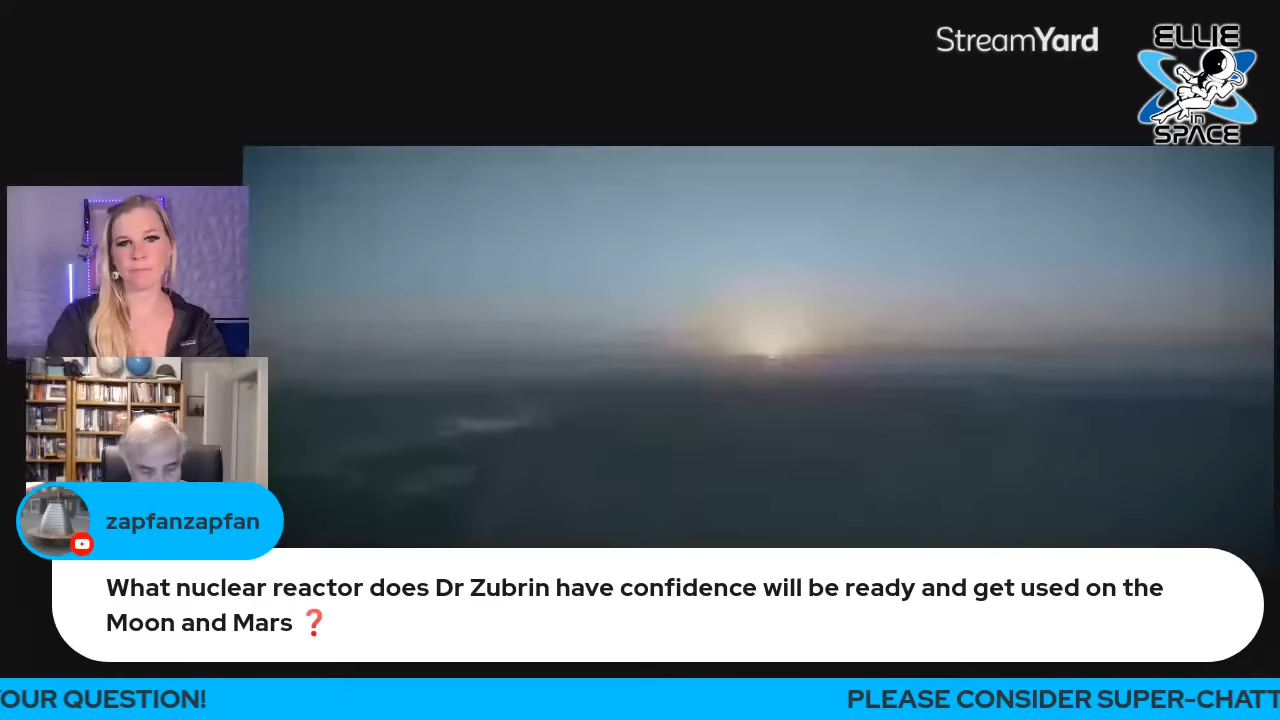 StreamYard
ELLIE
in
SPACE
zapfanzapfan
What nuclear reactor does Dr Zubrin have confidence will be ready and get used on the
Moon and Mars ❓
YOUR QUESTION! PLEASE CONSIDER SUPER-CHATT